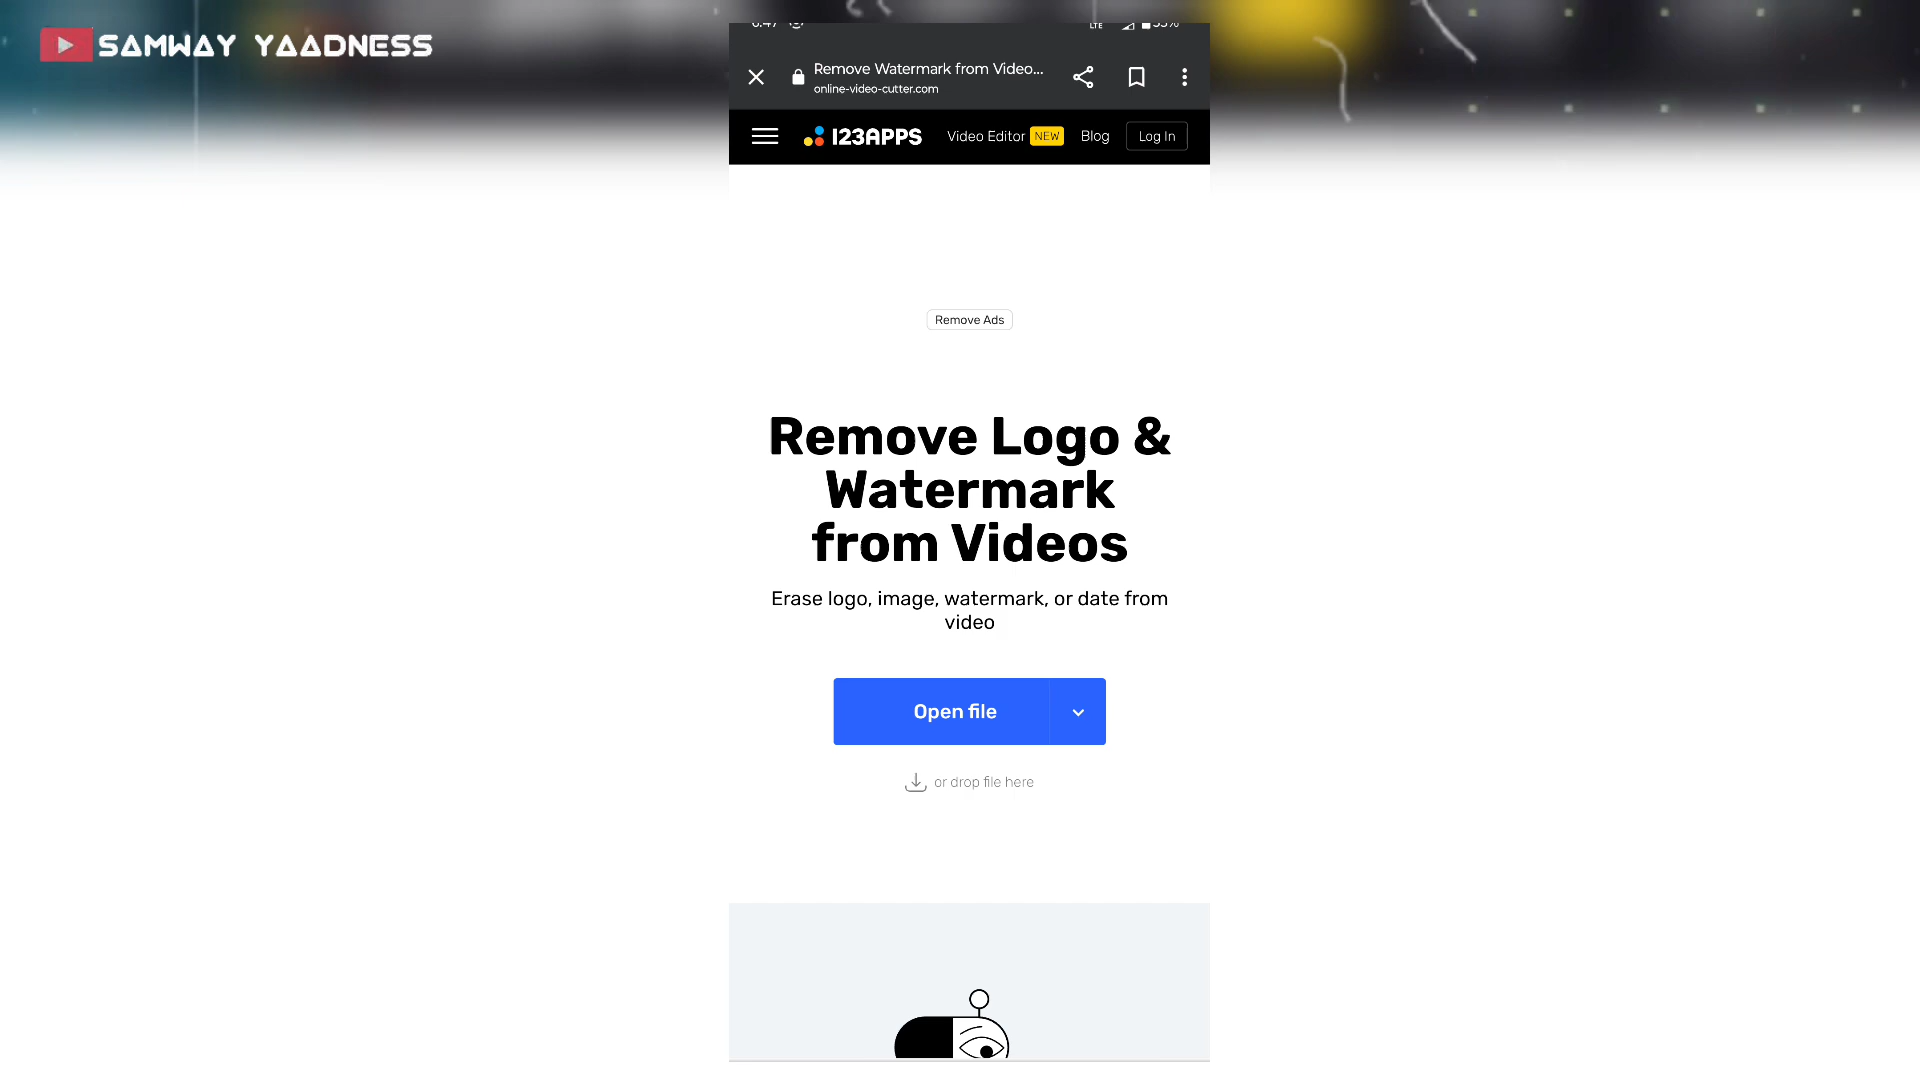 SAMWAY YAADNESS
LTE
Remove Watermark from Video...
online-video-cutter.com
123APPS
Video Editor NEW Blog Log In
Remove Ads
Remove Logo &
Watermark
from Videos
Erase logo, image, watermark, or date from
video
Open file
or drop file here